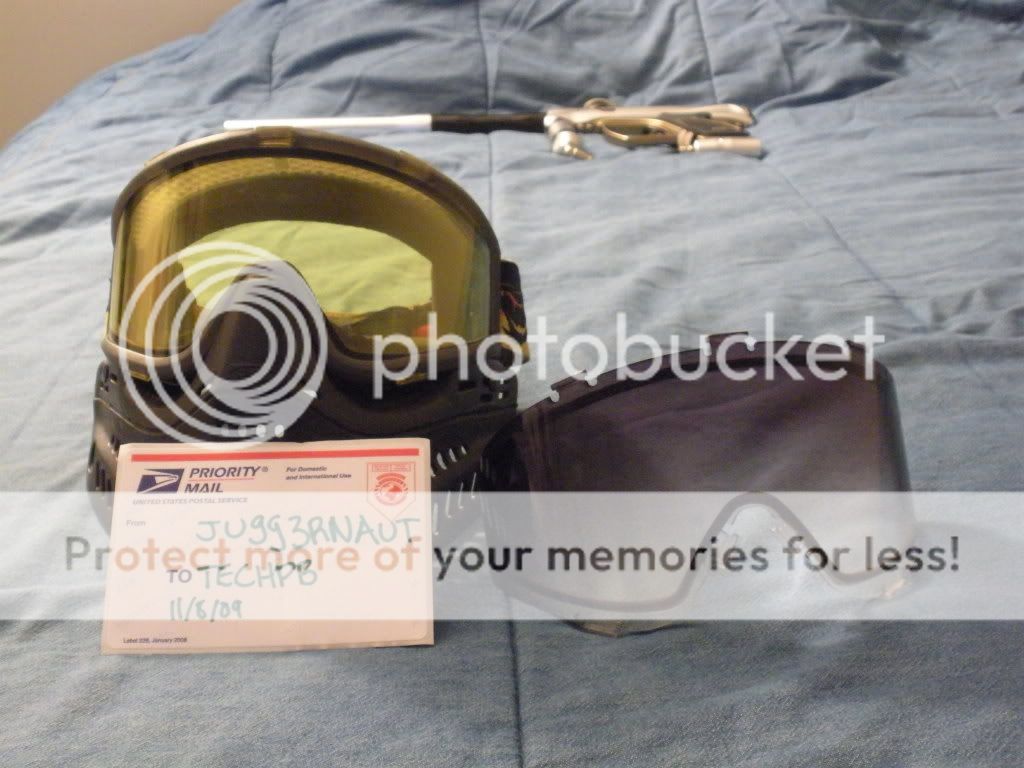 photobucket
PRIORITY®
MAIL
For Domestic
and International Use
UNITED STATES POSTAL SERVICE
From
JUGG3RNAUT
Protect more of your memories for less!
TO TECHPB
11/8/09
Label 228, January 2008